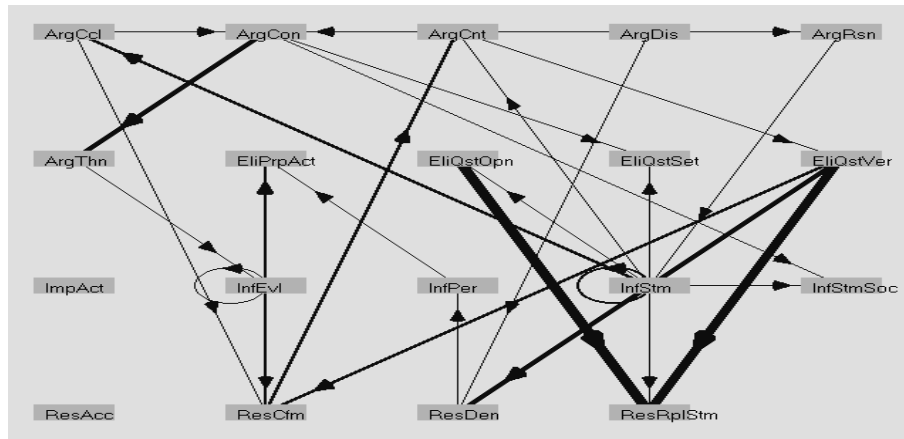 ArgCcl ArgCon ArgCnt ArgDis ArgRsn
ArgThn EliPrpAct EliQstOpn EliQstSet EliQstVer
ImpAct InfEvl InfPer InfStm InfStmSoc
ResAcc ResCfm ResDen ResRplStm